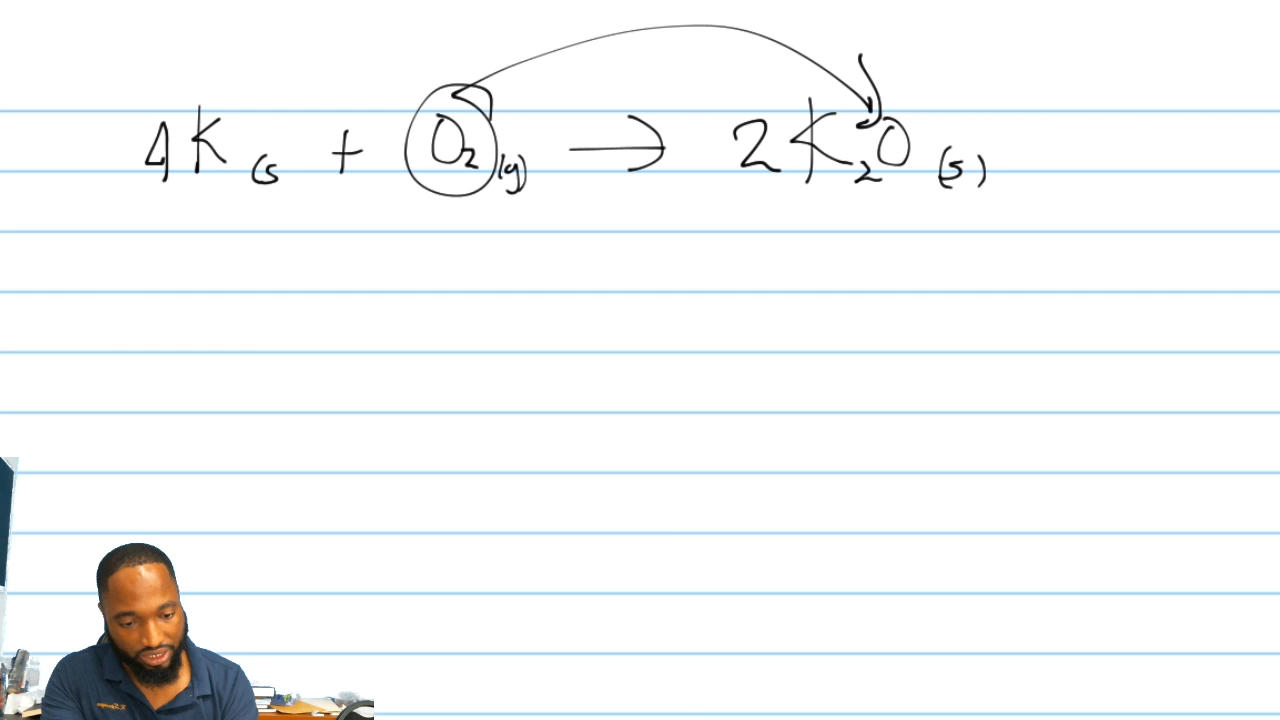 4K (s + O₂(g) → 2K₂O (s)